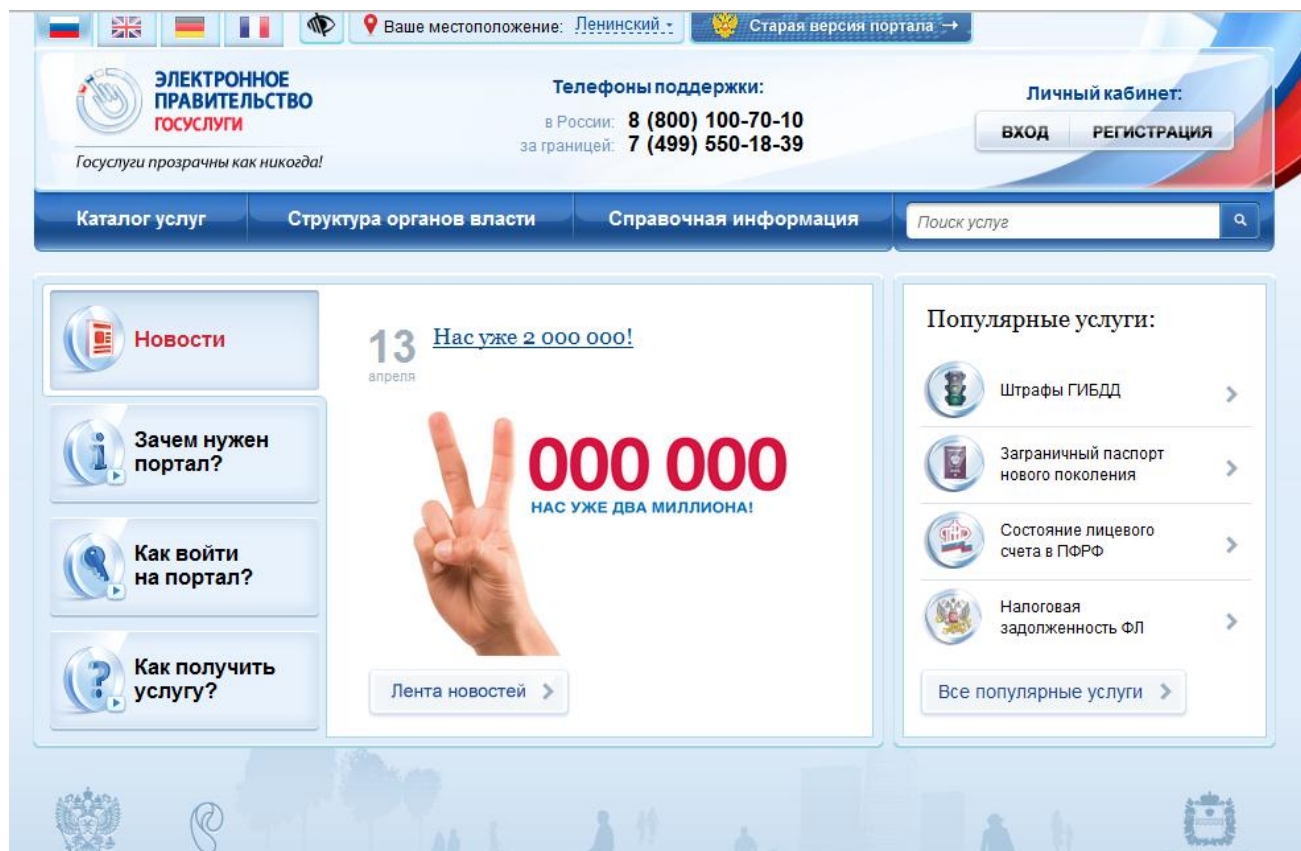 Ваше местоположение: Ленинский
Старая версия портала →
ЭЛЕКТРОННОЕ
ПРАВИТЕЛЬСТВО
ГОСУСЛУГИ
Госуслуги прозрачны как никогда!
Телефоны поддержки:
в России: 8 (800) 100-70-10
за границей: 7 (499) 550-18-39
Личный кабинет:
ВХОД РЕГИСТРАЦИЯ
Каталог услуг Структура органов власти Справочная информация Поиск услуг
Новости
Зачем нужен
портал?
Как войти
на портал?
Как получить
услугу?
13
апреля
Нас уже 2 000 000!
000 000
НАС УЖЕ ДВА МИЛЛИОНА!
Лента новостей
Популярные услуги:
Штрафы ГИБДД
Заграничный паспорт
нового поколения
Состояние лицевого
счета в ПФРФ
Налоговая
задолженность ФЛ
Все популярные услуги